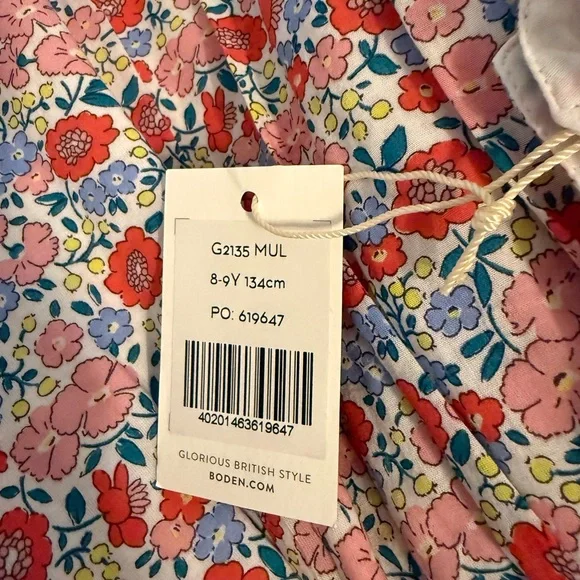 G2135 MUL
8-9Y 134cm
PO: 619647
40201463619647
GLORIOUS BRITISH STYLE
BODEN.COM